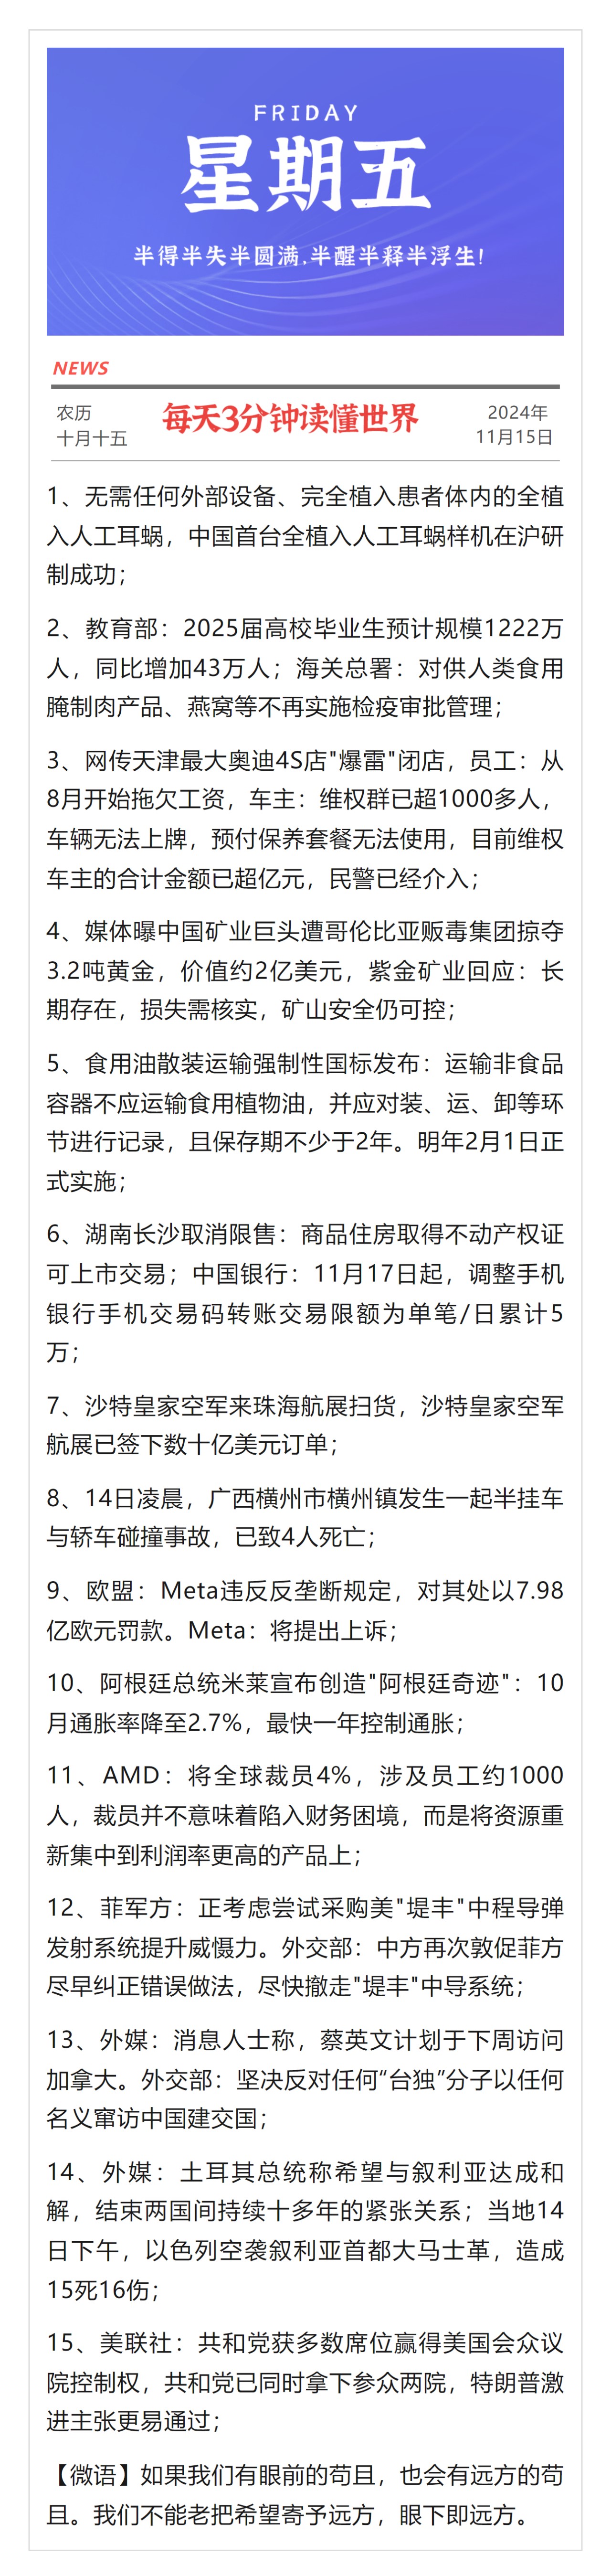 FRIDAY
星期五
半得半失半圆满,半醒半释半浮生!
NEWS
农历
十月十五
每天3分钟读懂世界
2024年
11月15日
1、无需任何外部设备、完全植入患者体内的全植
入人工耳蜗，中国首台全植入人工耳蜗样机在沪研
制成功；
2、教育部：2025届高校毕业生预计规模1222万
人，同比增加43万人；海关总署：对供人类食用
腌制肉产品、燕窝等不再实施检疫审批管理；
3、网传天津最大奥迪4S店"爆雷"闭店，员工：从
8月开始拖欠工资，车主：维权群已超1000多人，
车辆无法上牌，预付保养套餐无法使用，目前维权
车主的合计金额已超亿元，民警已经介入；
4、媒体曝中国矿业巨头遭哥伦比亚贩毒集团掠夺
3.2吨黄金，价值约2亿美元，紫金矿业回应：长
期存在，损失需核实，矿山安全仍可控；
5、食用油散装运输强制性国标发布：运输非食品
容器不应运输食用植物油，并应对装、运、卸等环
节进行记录，且保存期不少于2年。明年2月1日正
式实施；
6、湖南长沙取消限售：商品住房取得不动产权证
可上市交易；中国银行：11月17日起，调整手机
银行手机交易码转账交易限额为单笔/日累计5
万；
7、沙特皇家空军来珠海航展扫货，沙特皇家空军
航展已签下数十亿美元订单；
8、14日凌晨，广西横州市横州镇发生一起半挂车
与轿车碰撞事故，已致4人死亡；
9、欧盟：Meta违反反垄断规定，对其处以7.98
亿欧元罚款。Meta：将提出上诉；
10、阿根廷总统米莱宣布创造"阿根廷奇迹"：10
月通胀率降至2.7%，最快一年控制通胀；
11、AMD：将全球裁员4%，涉及员工约1000
人，裁员并不意味着陷入财务困境，而是将资源重
新集中到利润率更高的产品上；
12、菲军方：正考虑尝试采购美"堤丰"中程导弹
发射系统提升威慑力。外交部：中方再次敦促菲方
尽早纠正错误做法，尽快撤走"堤丰"中导系统；
13、外媒：消息人士称，蔡英文计划于下周访问
加拿大。外交部：坚决反对任何“台独”分子以任何
名义窜访中国建交国；
14、外媒：土耳其总统称希望与叙利亚达成和
解，结束两国间持续十多年的紧张关系；当地14
日下午，以色列空袭叙利亚首都大马士革，造成
15死16伤；
15、美联社：共和党获多数席位赢得美国会众议
院控制权，共和党已同时拿下参众两院，特朗普激
进主张更易通过；
【微语】如果我们有眼前的苟且，也会有远方的苟
且。我们不能老把希望寄予远方，眼下即远方。